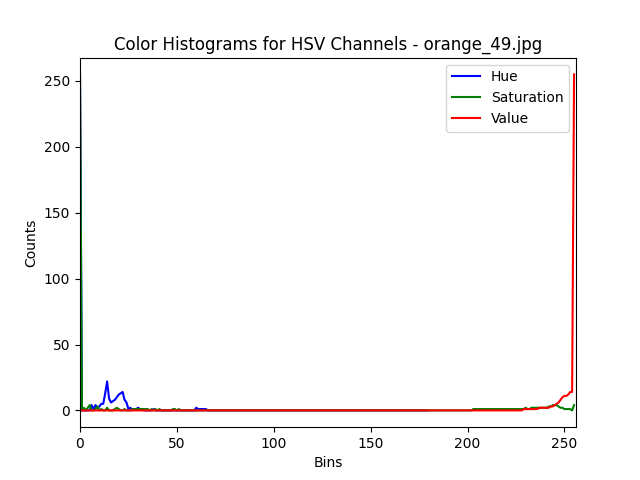 Color Histograms for HSV Channels - orange_49.jpg
Hue
Saturation
Value
250
200
150
100
50
0
Counts
0 50 100 150 200 250
Bins